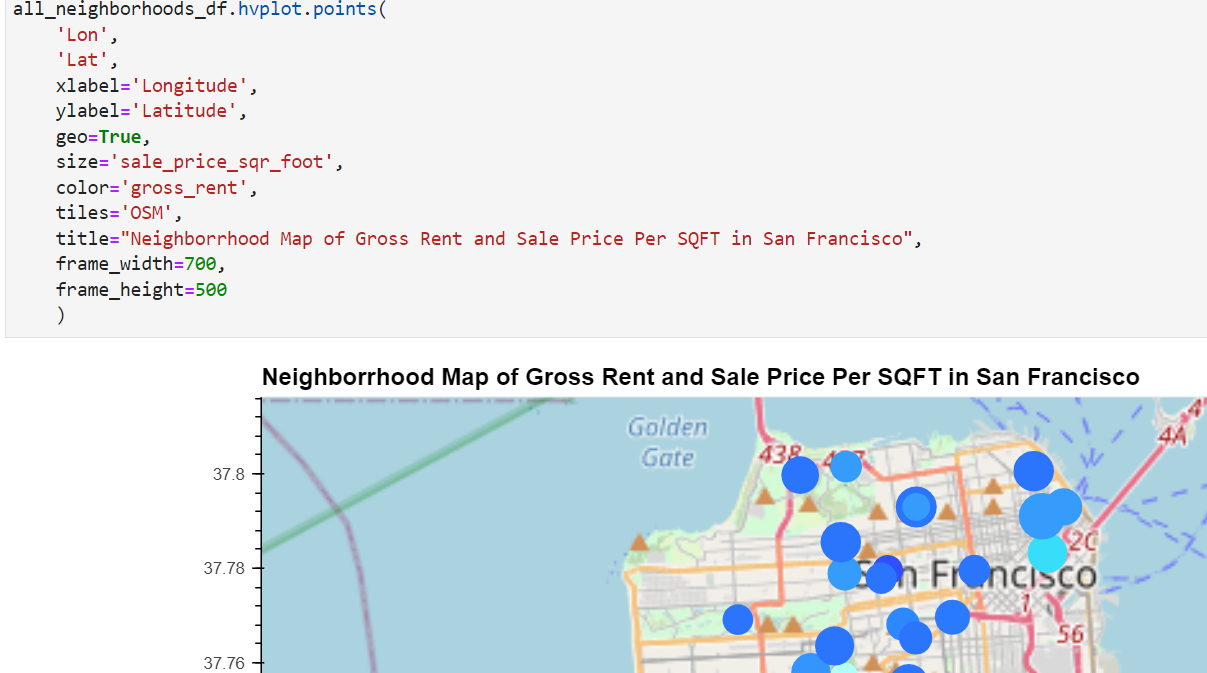 all_neighborhoods_df.hvplot.points(
'Lon',
'Lat',
xlabel='Longitude',
ylabel='Latitude',
geo=True,
size='sale_price_sqr_foot',
color='gross_rent',
tiles='OSM',
title="Neighborrhood Map of Gross Rent and Sale Price Per SQFT in San Francisco",
frame_width=700,
frame_height=500
)
Neighborrhood Map of Gross Rent and Sale Price Per SQFT in San Francisco
Golden
Gate
4
4A
438
37.8
2C
37.78
San Francisco
1
56
37.76